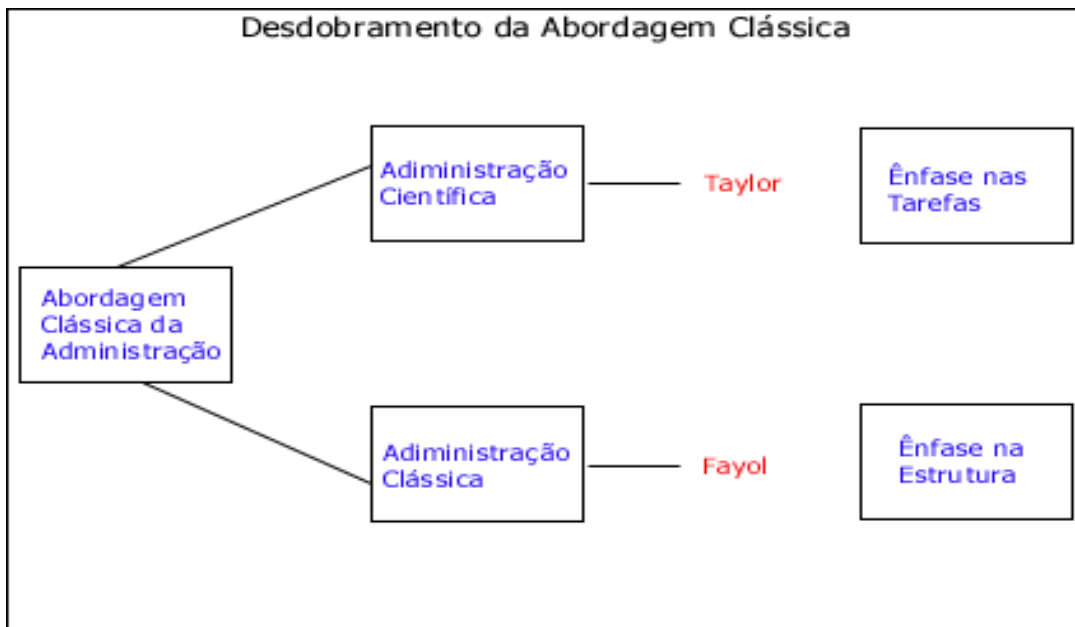 Desdobramento da Abordagem Clássica
Adiministração
Científica
Taylor
Ênfase nas
Tarefas
Abordagem
Clássica da
Administração
Adiministração
Clássica
Fayol
Ênfase na
Estrutura